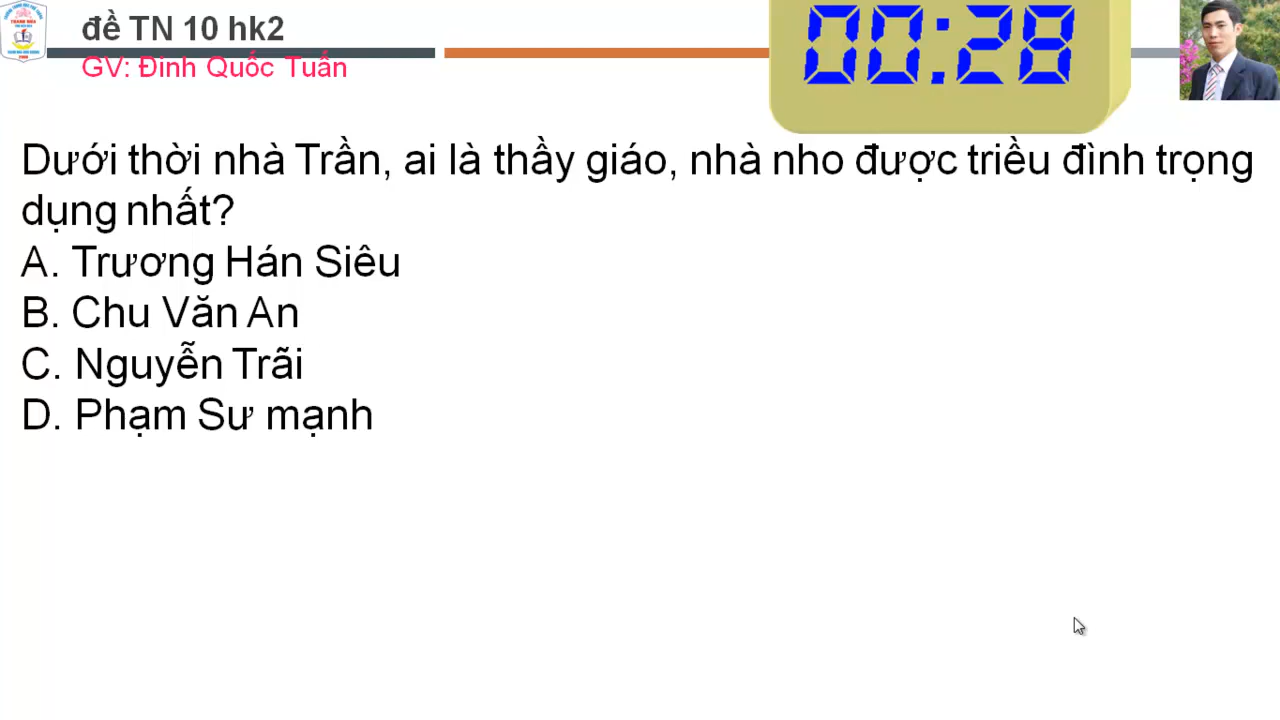 đề TN 10 hk2
GV: Đinh Quốc Tuấn
00:28
Dưới thời nhà Trần, ai là thầy giáo, nhà nho được triều đình trọng
dụng nhất?
A. Trương Hán Siêu
B. Chu Văn An
C. Nguyễn Trãi
D. Phạm Sư mạnh